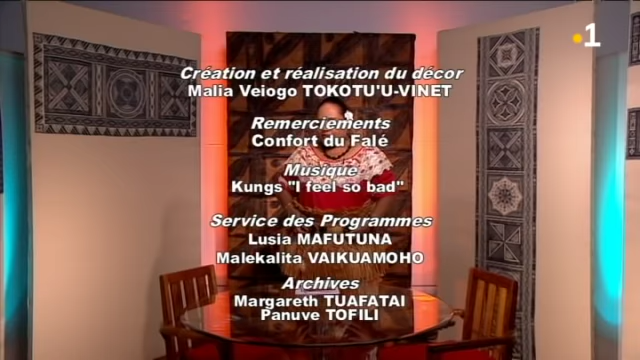 1
Création et réalisation du décor
Malia Veiogo TOKOTU'U-VINET
Remerciements
Confort du Falé
Musique
Kungs "I feel so bad"
Service des Programmes
Lusia MAFUTUNA
Malekalita VAIKUAMOHO
Archives
Margareth TUAFATAI
Panuve TOFILI